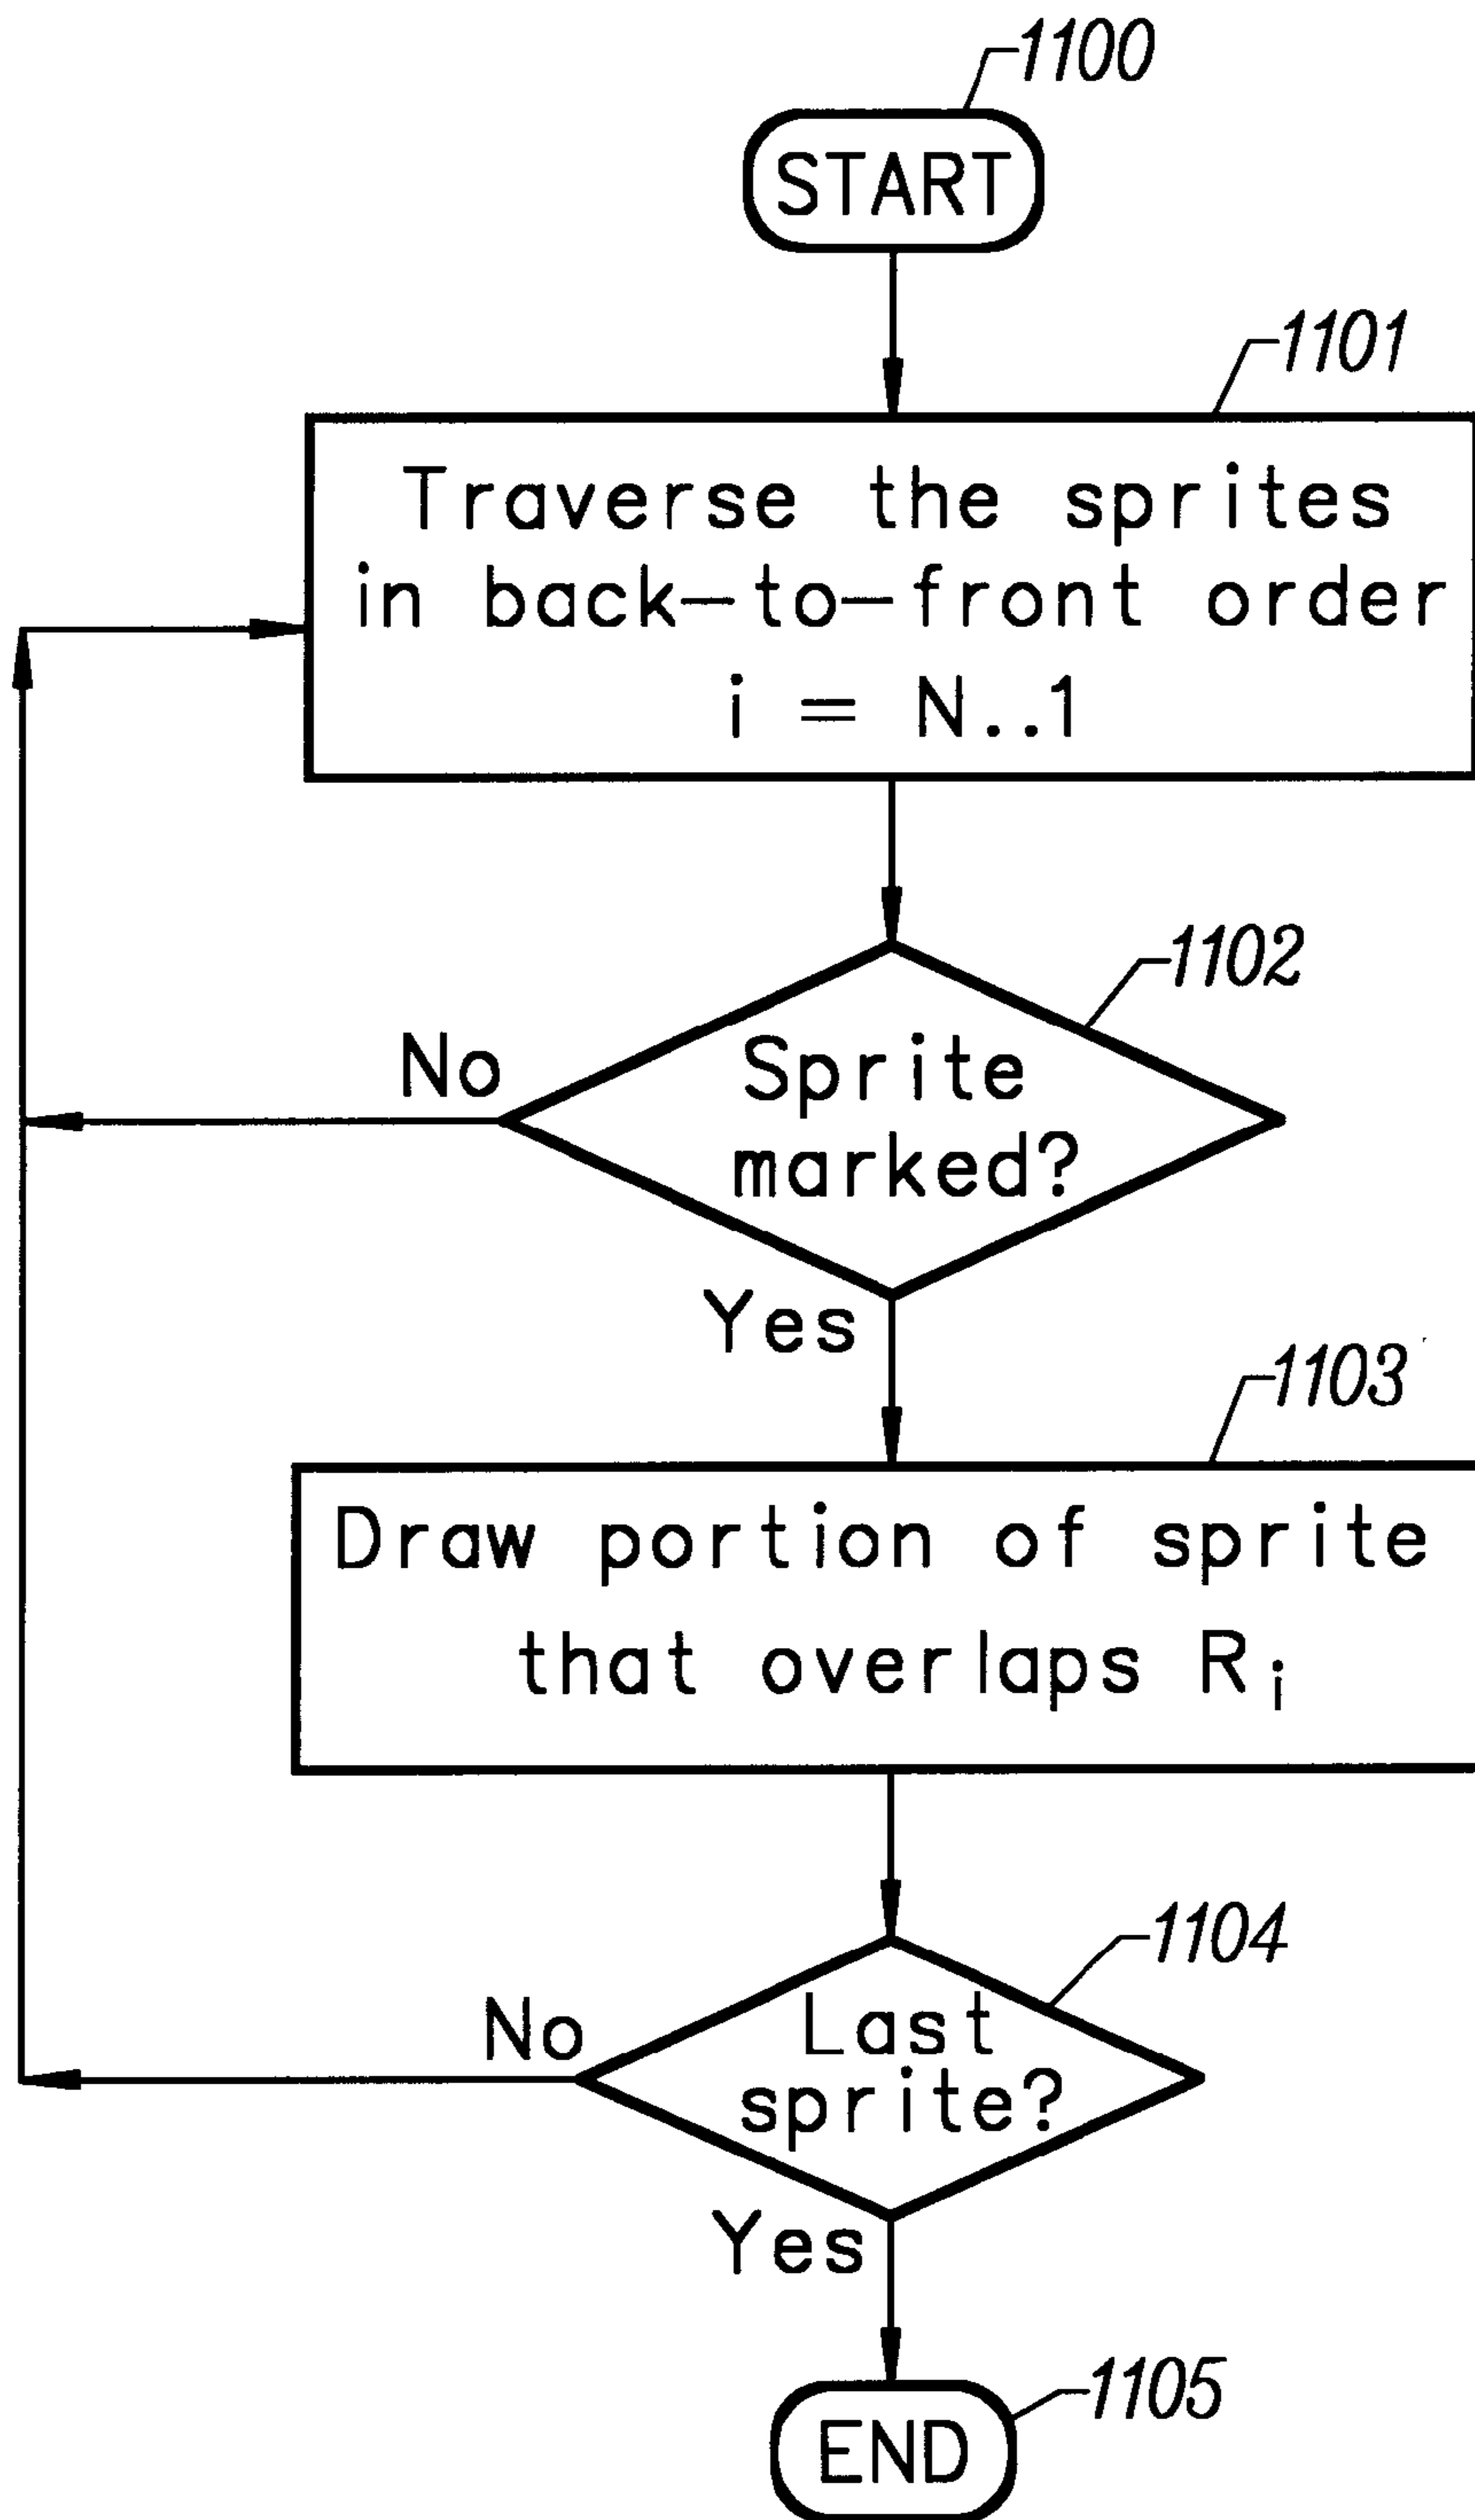 1100
START
1101
Traverse the sprites
in back-to-front order
i = N..1
1102
No
Sprite
marked?
Yes
1103
Draw portion of sprite
that overlaps Ri
1104
No
Last
sprite?
Yes
1105
END